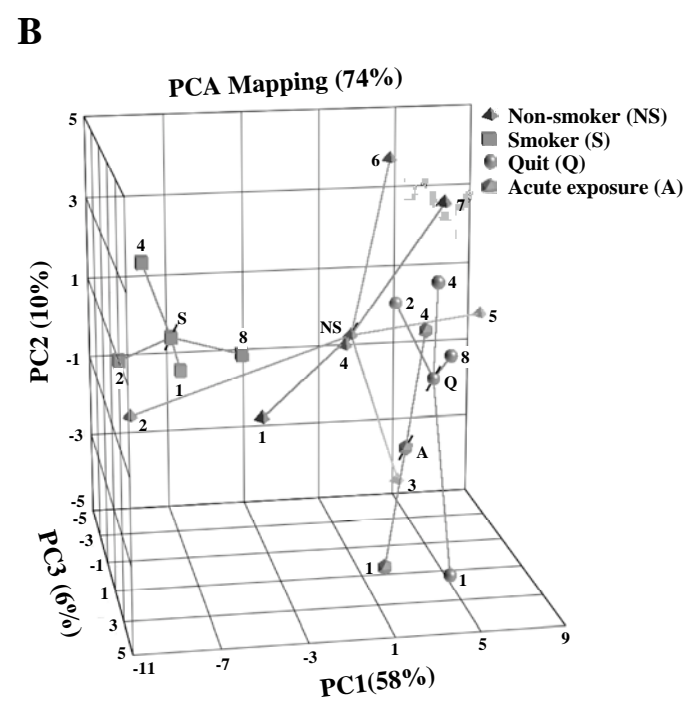 B
PCA Mapping (74%)
Non-smoker (NS)
Smoker (S)
Quit (Q)
Acute exposure (A)
5
3
1
-1
-3
-5
PC2 (10%)
-5
-3
-1
1
3
5
PC3 (6%)
-11
-7
-3
1
5
9
PC1(58%)
6
7
4
S
8
2
1
2
1
NS
4
2
4
4
5
8
Q
A
3
1
1